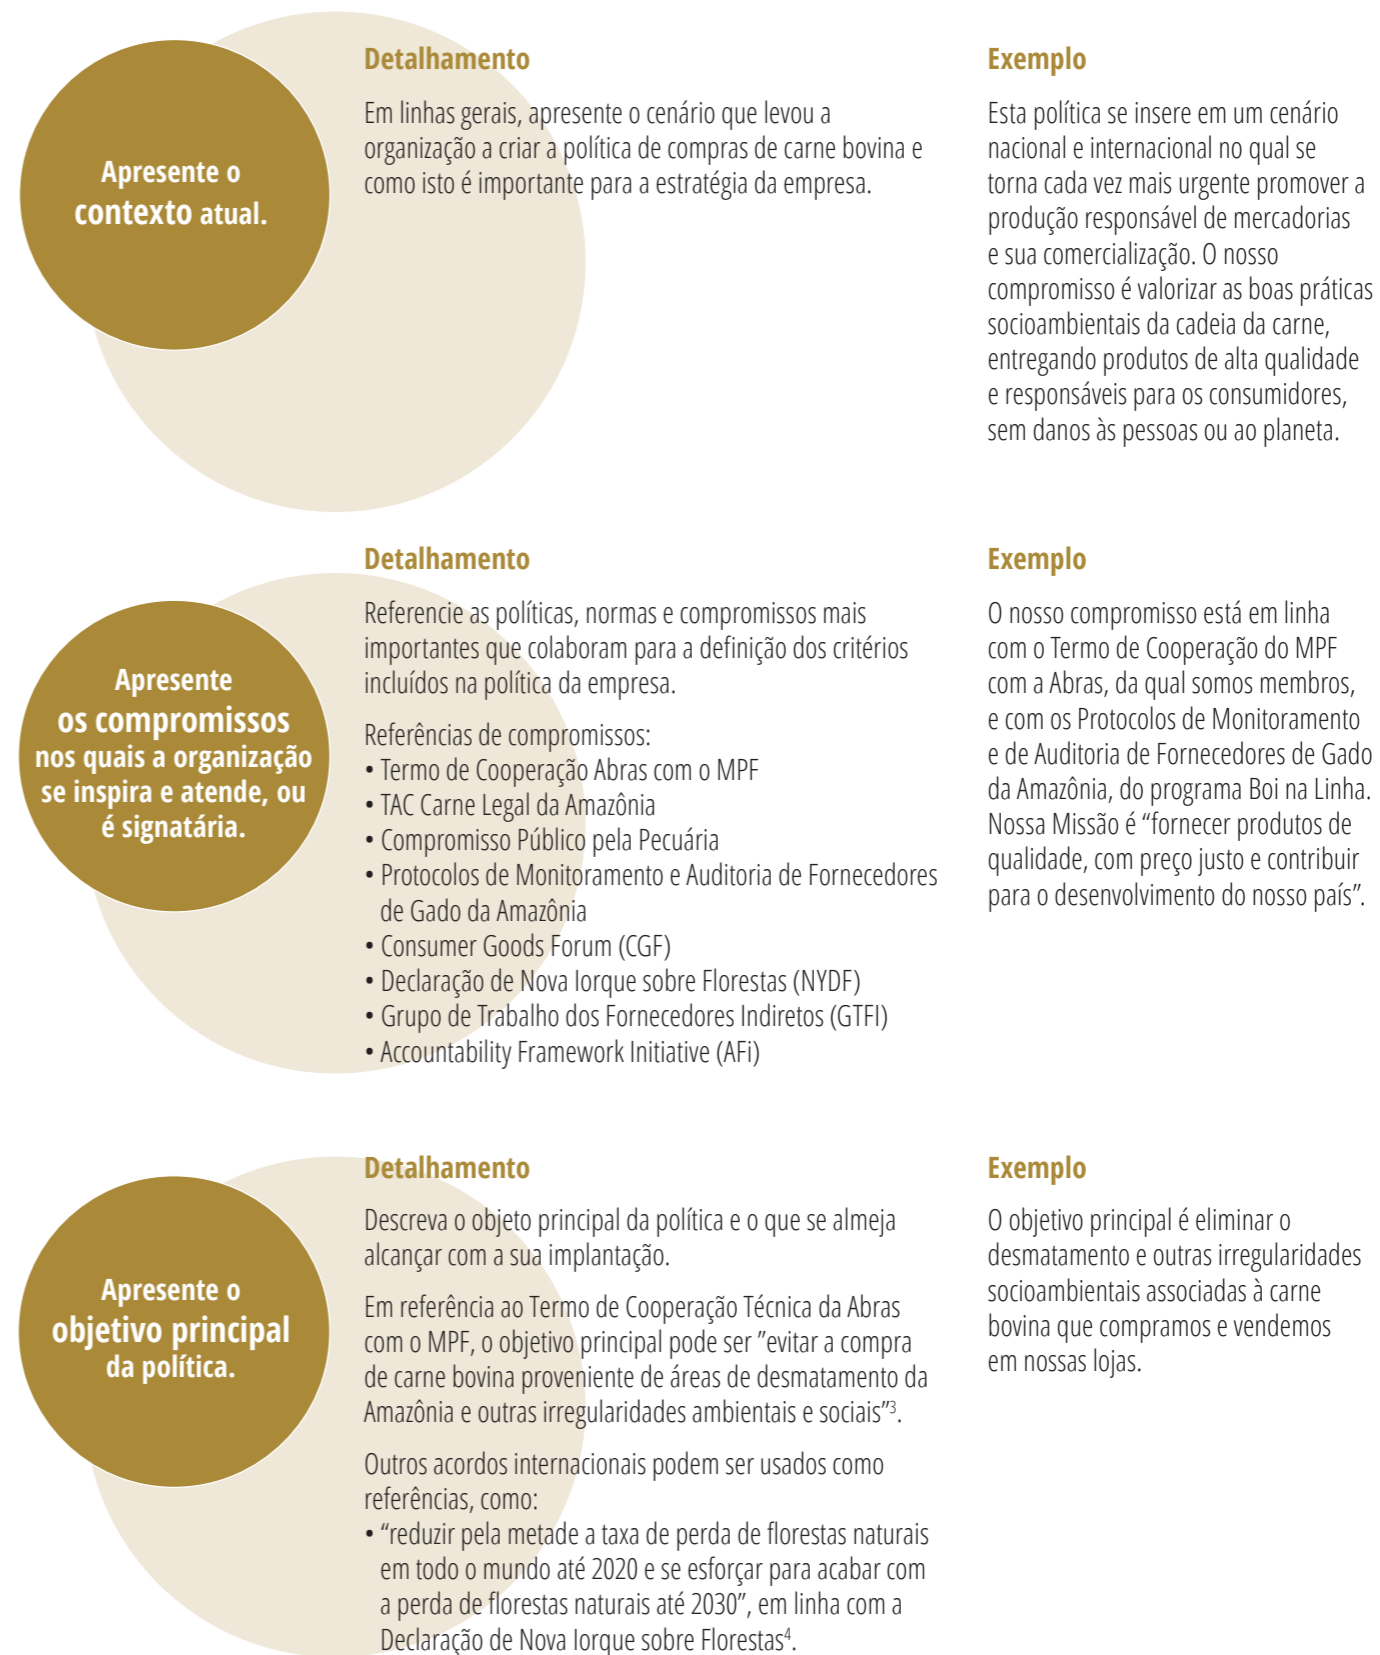 Apresente o
contexto atual.
Detalhamento
Em linhas gerais, apresente o cenário que levou a
organização a criar a política de compras de carne bovina e
como isto é importante para a estratégia da empresa.
Exemplo
Esta política se insere em um cenário
nacional e internacional no qual se
torna cada vez mais urgente promover a
produção responsável de mercadorias
e sua comercialização. O nosso
compromisso é valorizar as boas práticas
socioambientais da cadeia da carne,
entregando produtos de alta qualidade
e responsáveis para os consumidores,
sem danos às pessoas ou ao planeta.
Apresente
os compromissos
nos quais a organização
se inspira e atende, ou
é signatária.
Detalhamento
Referencie as políticas, normas e compromissos mais
importantes que colaboram para a definição dos critérios
incluídos na política da empresa.
Referências de compromissos:
• Termo de Cooperação Abras com o MPF
• TAC Carne Legal da Amazônia
• Compromisso Público pela Pecuária
• Protocolos de Monitoramento e Auditoria de Fornecedores
de Gado da Amazônia
• Consumer Goods Forum (CGF)
• Declaração de Nova Iorque sobre Florestas (NYDF)
• Grupo de Trabalho dos Fornecedores Indiretos (GTFI)
• Accountability Framework Initiative (AFi)
Exemplo
O nosso compromisso está em linha
com o Termo de Cooperação do MPF
com a Abras, da qual somos membros,
e com os Protocolos de Monitoramento
e de Auditoria de Fornecedores de Gado
da Amazônia, do programa Boi na Linha.
Nossa Missão é “fornecer produtos de
qualidade, com preço justo e contribuir
para o desenvolvimento do nosso país”.
Apresente o
objetivo principal
da política.
Detalhamento
Descreva o objeto principal da política e o que se almeja
alcançar com a sua implantação.
Em referência ao Termo de Cooperação Técnica da Abras
com o MPF, o objetivo principal pode ser ”evitar a compra
de carne bovina proveniente de áreas de desmatamento da
Amazônia e outras irregularidades ambientais e sociais”³.
Outros acordos internacionais podem ser usados como
referências, como:
• “reduzir pela metade a taxa de perda de florestas naturais
em todo o mundo até 2020 e se esforçar para acabar com
a perda de florestas naturais até 2030”, em linha com a
Declaração de Nova Iorque sobre Florestas⁴.
Exemplo
O objetivo principal é eliminar o
desmatamento e outras irregularidades
socioambientais associadas à carne
bovina que compramos e vendemos
em nossas lojas.